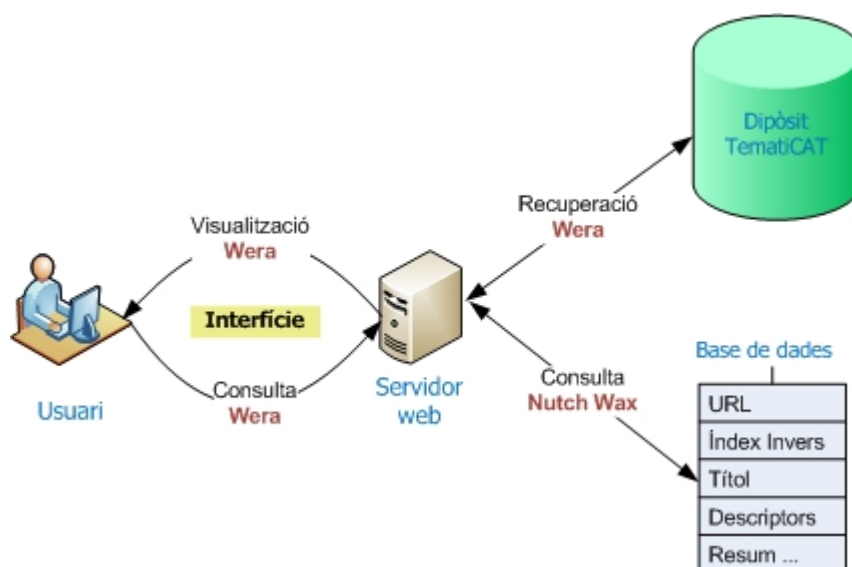 Dipòsit
TematiCAT
Visualització
Wera
Recuperació
Wera
Interfície
Usuari
Consulta
Wera
Servidor
web
Consulta
Nutch Wax
Base de dades
URL
Índex Invers
Títol
Descriptors
Resum ...